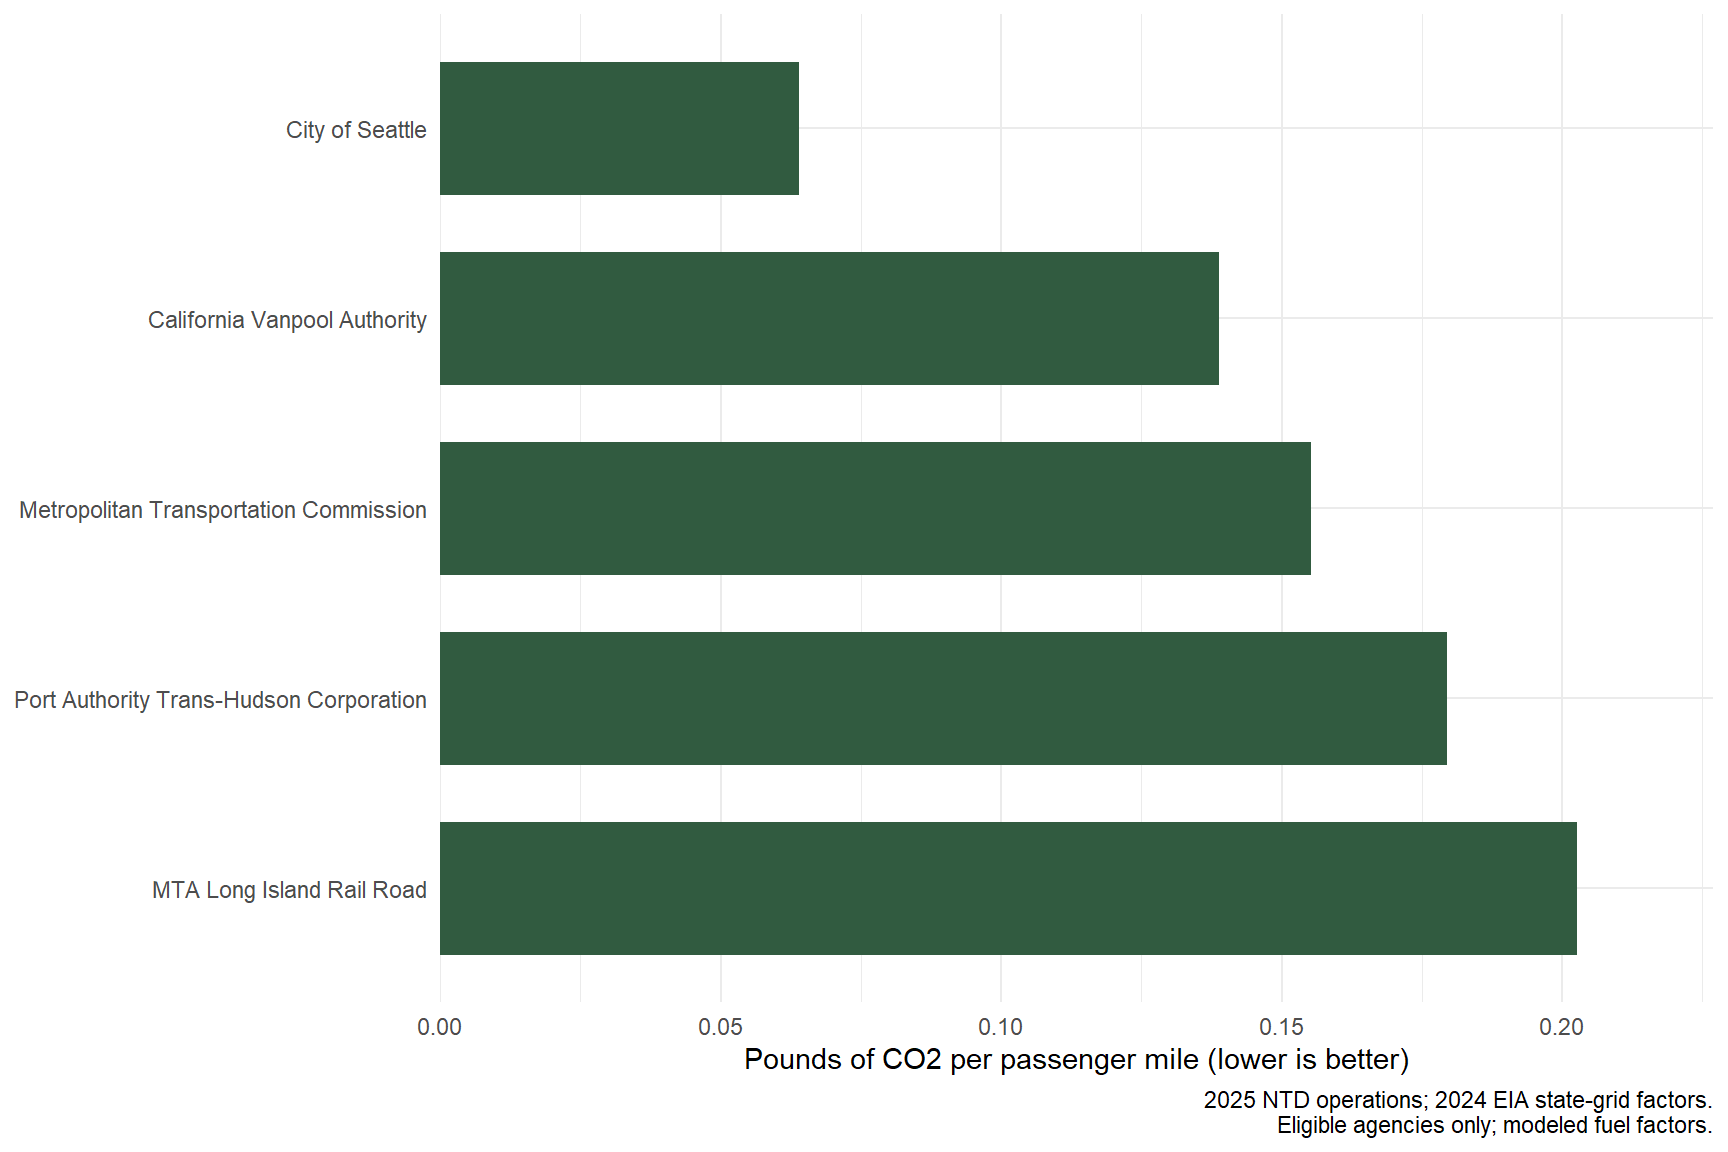 City of Seattle
California Vanpool Authority
Metropolitan Transportation Commission
Port Authority Trans-Hudson Corporation
MTA Long Island Rail Road
0.00 0.05 0.10 0.15 0.20
Pounds of CO2 per passenger mile (lower is better)
2025 NTD operations; 2024 EIA state-grid factors.
Eligible agencies only; modeled fuel factors.